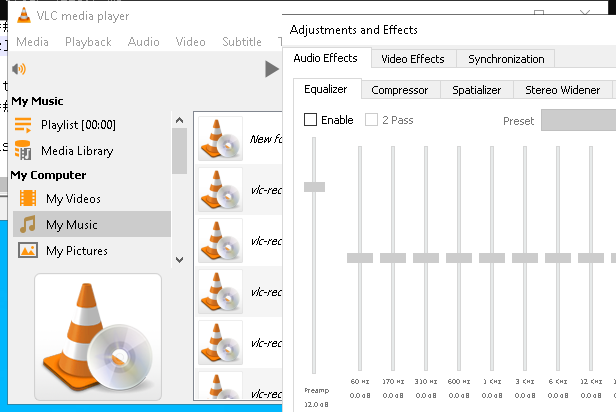 VLC media player
Media Playback Audio Video Subtitle
My Music
Playlist [00:00]
Media Library
My Computer
My Videos
My Music
My Pictures
New fo
vlc-rec
vlc-rec
vlc-rec
vlc-rec
vlc-rec
Adjustments and Effects
Audio Effects Video Effects Synchronization
Equalizer Compressor Spatializer Stereo Widener
Enable 2 Pass Preset
60 Hz 170 Hz 310 Hz 600 Hz 1 KHz 3 KHz 6 KHz 12 KHz
Preamp 0.0 dB 0.0 dB 0.0 dB 0.0 dB 0.0 dB 0.0 dB 0.0 dB 0.0 dB
12.0 dB